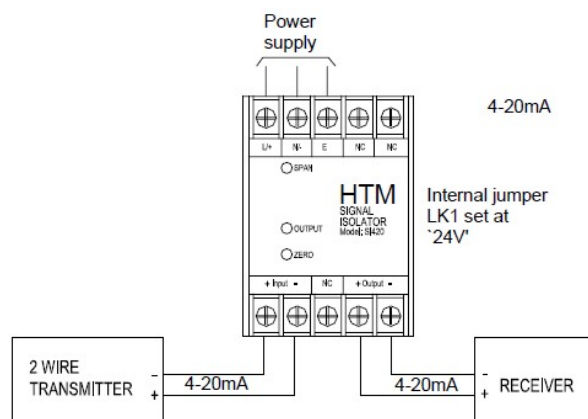 Power
supply
4-20mA
L/+ N/- E NC NC
SPAN
HTM
SIGNAL
ISOLATOR
Model: SI420
OUTPUT
ZERO
Internal jumper
LK1 set at
`24V'
+ Input - NC + Output -
2 WIRE
TRANSMITTER
-
+
4-20mA
4-20mA
-
+
RECEIVER